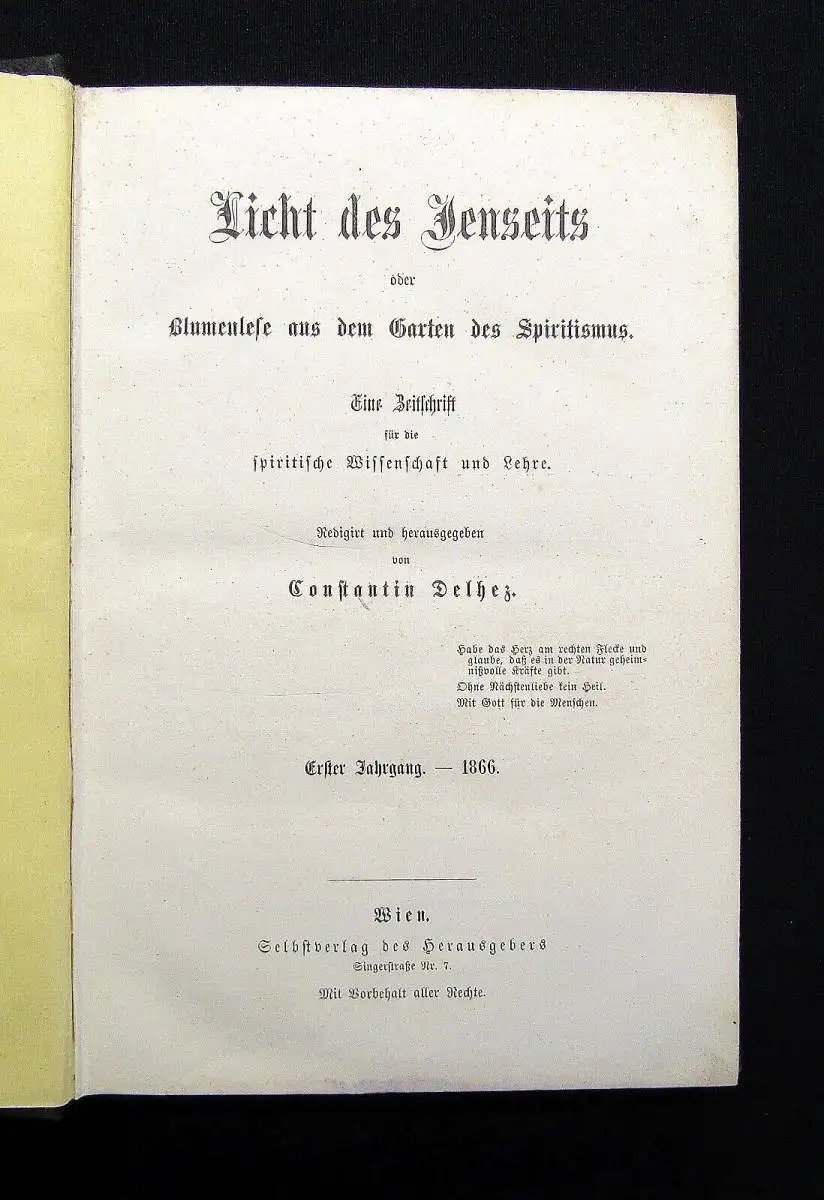 Licht des Jenseits
oder
Blumenlese aus dem Garten des Spiritismus.
Eine Zeitschrift
für die
spiritische Wissenschaft und Lehre.
Redigirt und herausgegeben
von
Constantin Delhez.
Habe das Herz am rechten Flecke und
glaube, daß es in der Natur geheim-
nißvolle Kräfte gibt.
Ohne Nächstenliebe kein Heil.
Mit Gott für die Menschen.
Erster Jahrgang. — 1866.
Wien.
Selbstverlag des Herausgebers
Singerstraße Nr. 7.
Mit Vorbehalt aller Rechte.